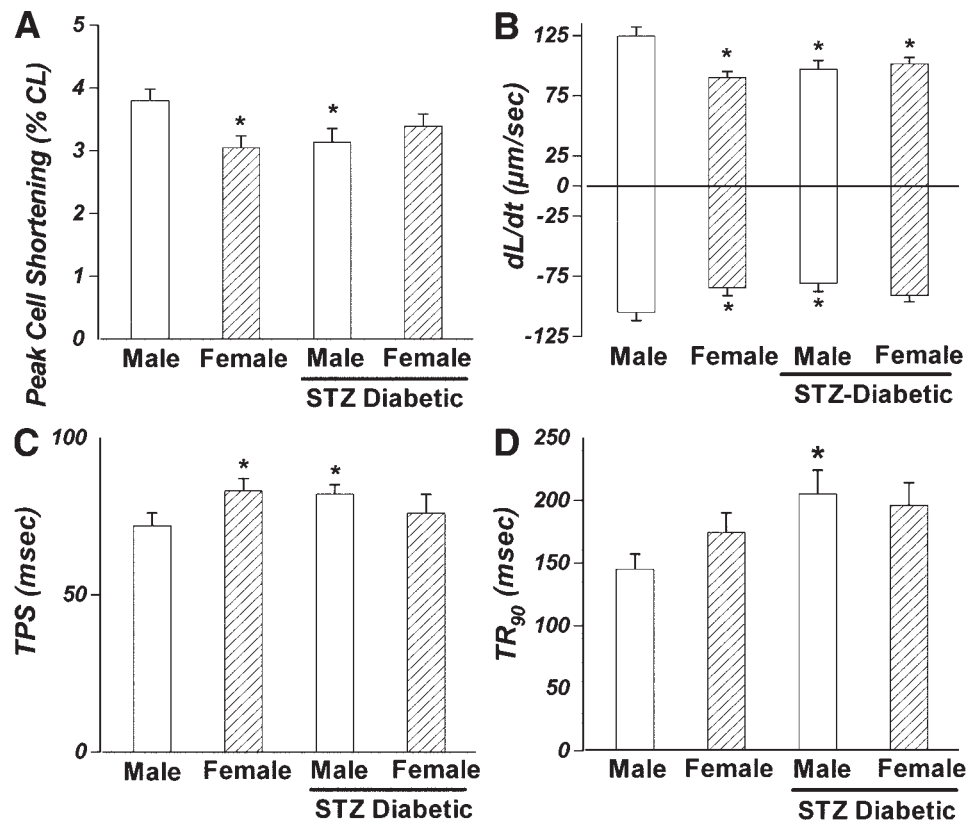 A
Peak Cell Shortening (% CL)
5
4
3
2
1
0
*
*
Male Female Male Female
STZ Diabetic
B
dL/dt (µm/sec)
125
75
25
0
-25
-75
-125
* * *
* *
Male Female Male Female
STZ-Diabetic
C
TPS (msec)
100
50
0
* *
Male Female Male Female
STZ Diabetic
D
TR90 (msec)
250
200
150
100
50
0
*
Male Female Male Female
STZ Diabetic